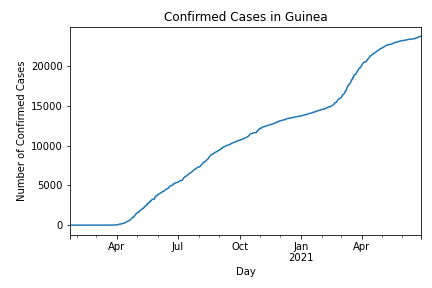 Confirmed Cases in Guinea
Number of Confirmed Cases
20000
15000
10000
5000
0
Apr Jul Oct Jan Apr
2021
Day